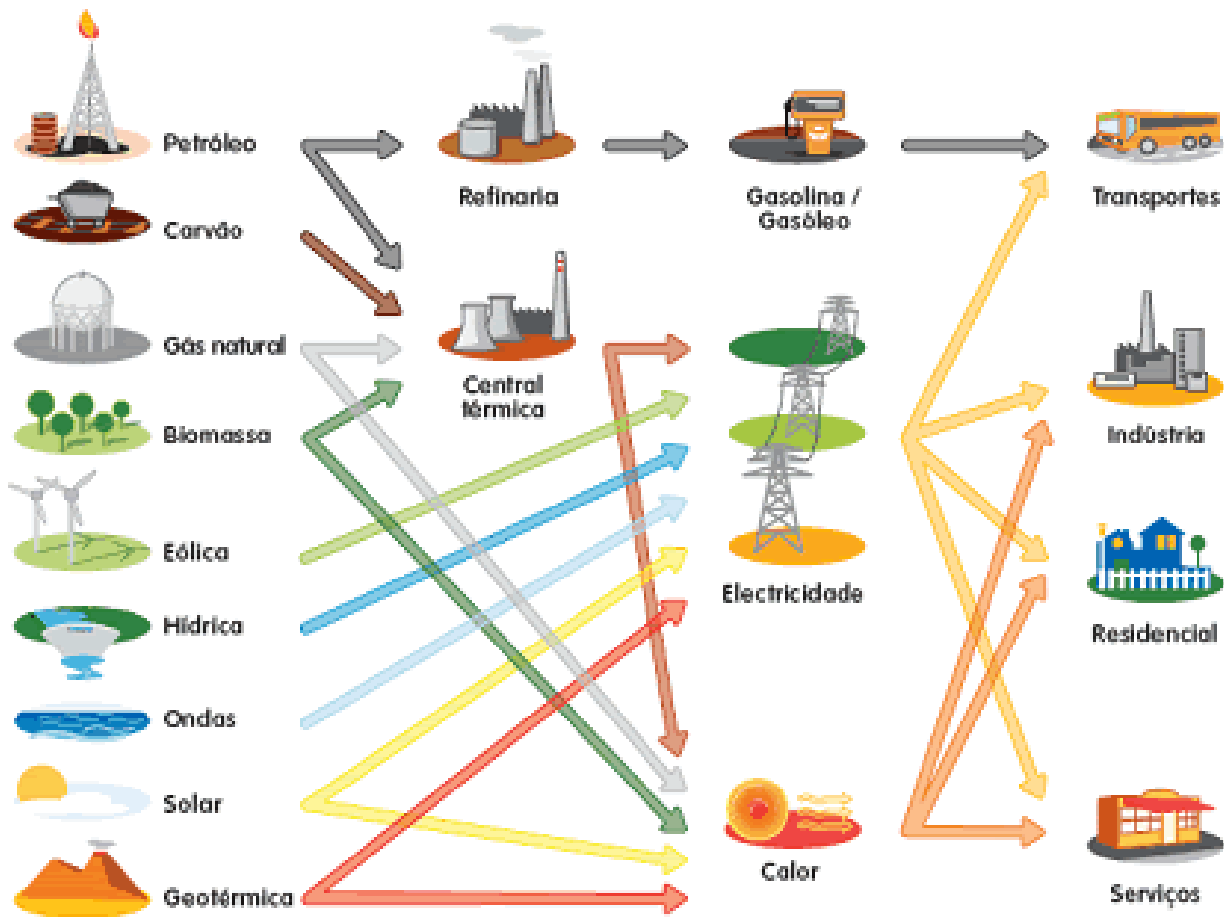 Petróleo
Carvão
Gás natural
Biomassa
Eólica
Hídrica
Ondas
Solar
Geotérmica
Refinaria
Central
térmica
Gasolina /
Gasóleo
Electricidade
Calor
Transportes
Indústria
Residencial
Serviços